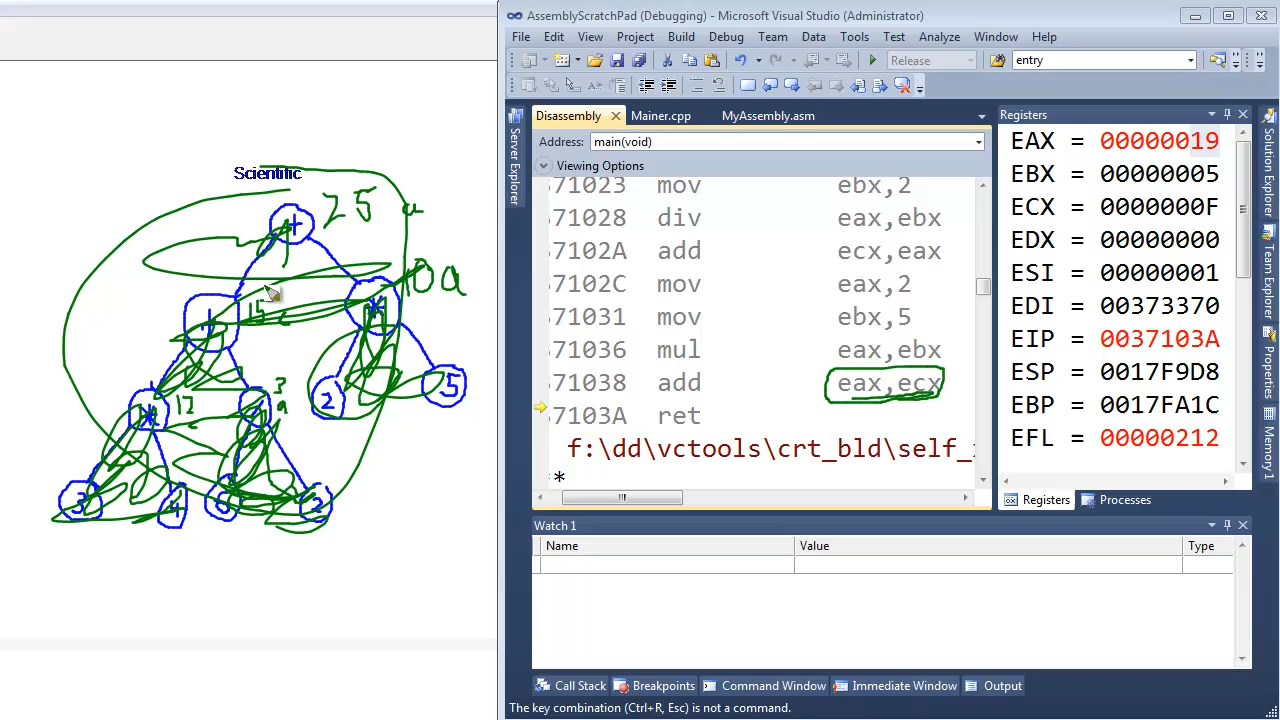 Scientific
25 a
+
10 a
+
15 c
*
*
12
c
/
3
a
2
5
3
4
6
2
AssemblyScratchPad (Debugging) - Microsoft Visual Studio (Administrator)
File Edit View Project Build Debug Team Data Tools Test Analyze Window Help
Release entry
Server Explorer
Disassembly Mainer.cpp MyAssembly.asm
Address: main(void)
Viewing Options
71023 mov ebx,2
71028 div eax,ebx
7102A add ecx,eax
7102C mov eax,2
71031 mov ebx,5
71036 mul eax,ebx
71038 add eax,ecx
7103A ret
f:\dd\vctools\crt_bld\self_
**
Registers
EAX = 00000019
EBX = 00000005
ECX = 0000000F
EDX = 00000000
ESI = 00000001
EDI = 00373370
EIP = 0037103A
ESP = 0017F9D8
EBP = 0017FA1C
EFL = 00000212
Registers Processes
Solution Explorer
Team Explorer
Properties
Memory 1
Watch 1
Name Value Type
Call Stack Breakpoints Command Window Immediate Window Output
The key combination (Ctrl+R, Esc) is not a command.